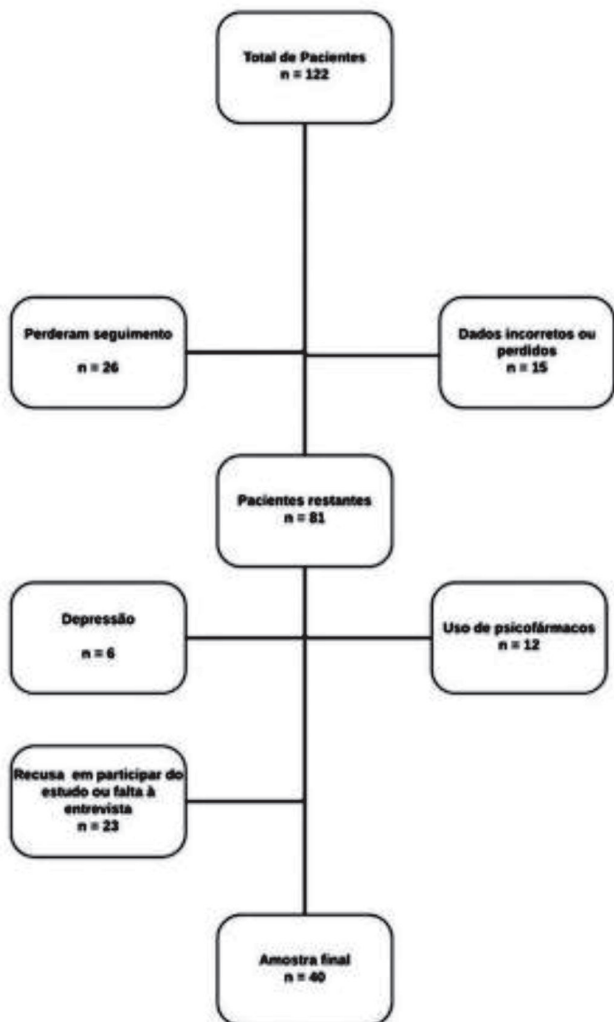 Total de Pacientes
n = 122
Perderam seguimento
n = 26
Dados incorretos ou
perdidos
n = 15
Pacientes restantes
n = 81
Depressão
n = 6
Uso de psicofármacos
n = 12
Recusa em participar do
estudo ou falta à
entrevista
n = 23
Amostra final
n = 40